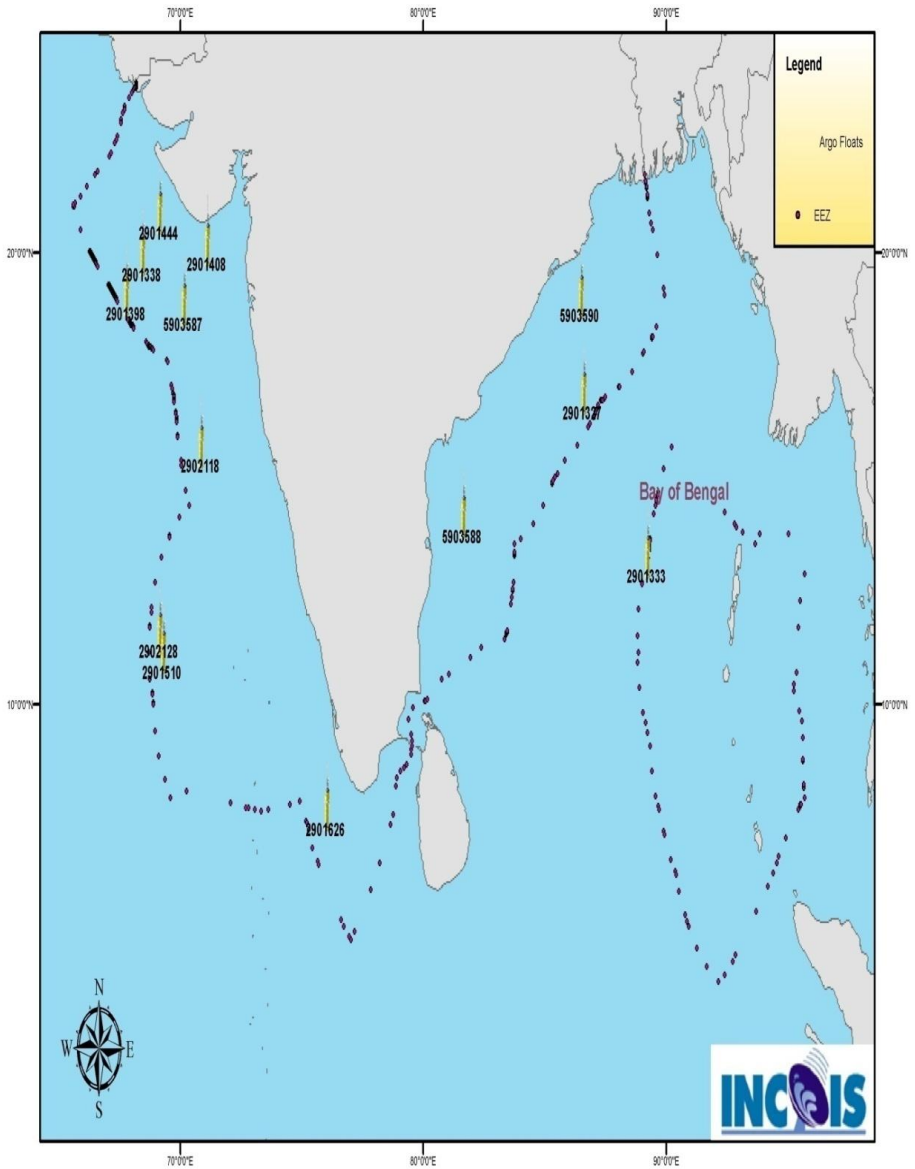 70°0'0"E
80°0'0"E
90°0'0"E
Legend
Argo Floats
EEZ
2901444
20°0'0"N
2901408
20°0'0"N
2901338
2901398
5903587
5903590
2901337
2902118
Bay of Bengal
5903588
2901333
2902128
2901510
10°0'0"N
10°0'0"N
2901626
N
W
E
S
INCOIS
70°0'0"E
80°0'0"E
90°0'0"E